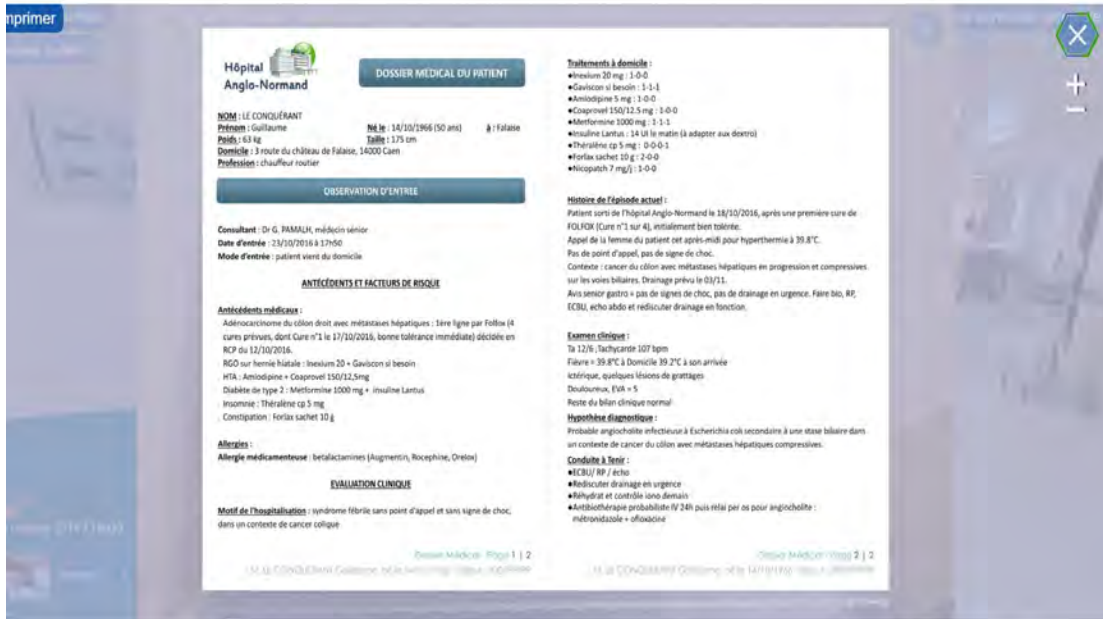 mprimer
Hôpital
Anglo-Normand
DOSSIER MÉDICAL DU PATIENT
NOM : LE CONQUÉRANT
Prénom : Guillaume Né le : 14/10/1966 (50 ans) à : Falaise
Poids : 63 kg Taille : 175 cm
Domicile : 3 route du château de Falaise, 14000 Caen
Profession : chauffeur routier
OBSERVATION D'ENTREE
Consultant : Dr G. PAMALH, médecin sénior
Date d'entrée : 23/10/2016 à 17h50
Mode d'entrée : patient vient du domicile
ANTÉCÉDENTS ET FACTEURS DE RISQUE
Antécédents médicaux :
Adénocarcinome du côlon droit avec métastases hépatiques : 1ère ligne par Folfox (4
cures prévues, dont Cure n°1 le 17/10/2016, bonne tolérance immédiate) décidée en
RCP du 12/10/2016.
RGO sur hernie hiatale : Inexium 20 + Gaviscon si besoin
HTA : Amlodipine + Coaprovel 150/12,5mg
Diabète de type 2 : Metformine 1000 mg + insuline Lantus
Insomnie : Théralène cp 5 mg
Constipation : Forlax sachet 10 g
Allergies :
Allergie médicamenteuse : betalactamines (Augmentin, Rocephine, Orelox)
EVALUATION CLINIQUE
Motif de l'hospitalisation : syndrome fébrile sans point d'appel et sans signe de choc,
dans un contexte de cancer colique
Dossier Médical Page 1 | 2
LE CONQUÉRANT Guillaume, né le
Traitements à domicile :
●Inexium 20 mg : 1-0-0
●Gaviscon si besoin : 1-1-1
●Amlodipine 5 mg : 1-0-0
●Coaprovel 150/12.5 mg : 1-0-0
●Metformine 1000 mg : 1-1-1
●Insuline Lantus : 14 UI le matin (à adapter aux dextro)
●Théralène cp 5 mg : 0-0-0-1
●Forlax sachet 10 g : 2-0-0
●Nicopatch 7 mg/j : 1-0-0
Histoire de l'épisode actuel :
Patient sorti de l'hôpital Anglo-Normand le 18/10/2016, après une première cure de
FOLFOX (Cure n°1 sur 4), initialement bien tolérée.
Appel de la femme du patient cet après-midi pour hyperthermie à 39.8°C.
Pas de point d'appel, pas de signe de choc.
Contexte : cancer du côlon avec métastases hépatiques en progression et compressives
sur les voies biliaires. Drainage prévu le 03/11.
Avis senior gastro = pas de signes de choc, pas de drainage en urgence. Faire bio, RP,
ECBU, echo abdo et rediscuter drainage en fonction.
Examen clinique :
Ta 12/6 ,Tachycarde 107 bpm
Fièvre = 39.8°C à Domicile 39.2°C à son arrivée
Ictérique, quelques lésions de grattages
Douloureux, EVA = 5
Reste du bilan clinique normal
Hypothèse diagnostique :
Probable angiocholite infectieuse à Escherichia coli secondaire à une stase biliaire dans
un contexte de cancer du côlon avec métastases hépatiques compressives.
Conduite à Tenir :
●ECBU/ RP / écho
●Rediscuter drainage en urgence
●Réhydrat et contrôle iono demain
●Antibiothérapie probabiliste IV 24h puis relai per os pour angiocholite :
métronidazole + ofloxacine
Dossier Médical Page 2 | 2
LE CONQUÉRANT Guillaume, né le